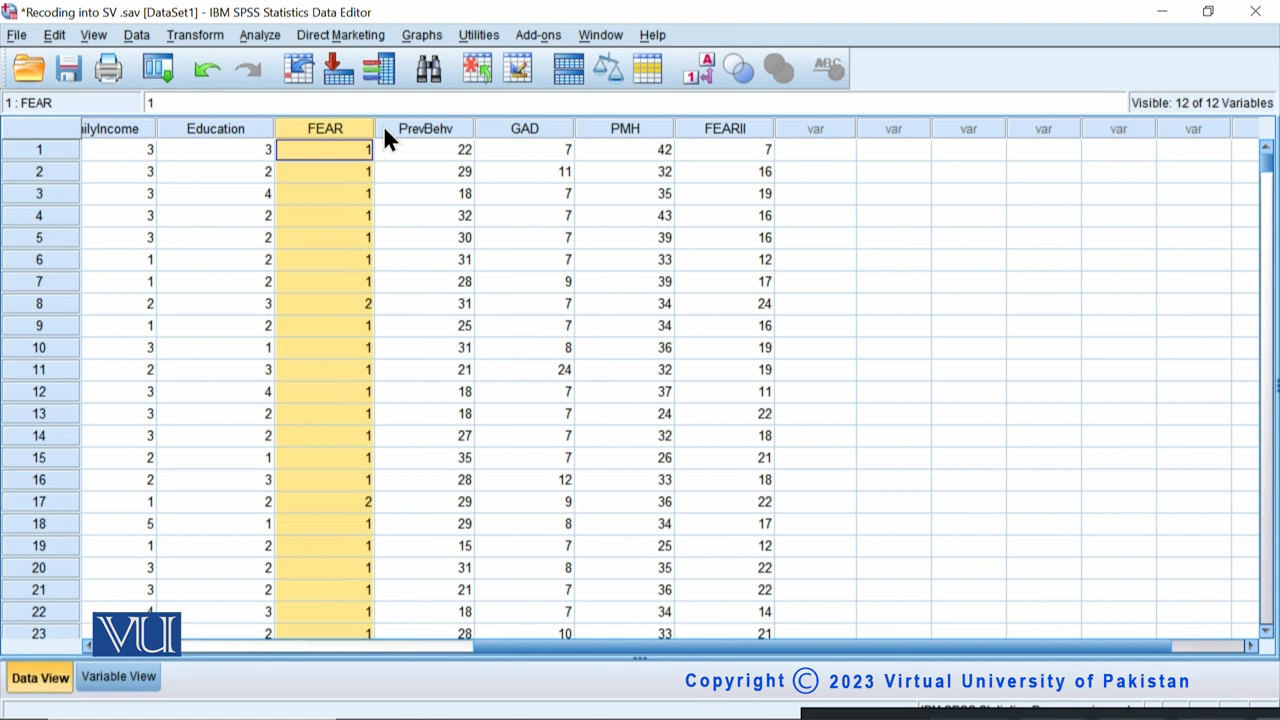 *Recoding into SV .sav [DataSet1] - IBM SPSS Statistics Data Editor
File Edit View Data Transform Analyze Direct Marketing Graphs Utilities Add-ons Window Help
1 : FEAR 1 Visible: 12 of 12 Variables
ilyIncome Education FEAR PrevBehv GAD PMH FEARII var var var var var var
1 3 3 1 22 7 42 7
2 3 2 1 29 11 32 16
3 3 4 1 18 7 35 19
4 3 2 1 32 7 43 16
5 3 2 1 30 7 39 16
6 1 2 1 31 7 33 12
7 1 2 1 28 9 39 17
8 2 3 2 31 7 34 24
9 1 2 1 25 7 34 16
10 3 1 1 31 8 36 19
11 2 3 1 21 24 32 19
12 3 4 1 18 7 37 11
13 3 2 1 18 7 24 22
14 3 2 1 27 7 32 18
15 2 1 1 35 7 26 21
16 2 3 1 28 12 33 18
17 1 2 2 29 9 36 22
18 5 1 1 29 8 34 17
19 1 2 1 15 7 25 12
20 3 2 1 31 8 35 22
21 3 2 1 21 7 36 22
22 4 3 1 18 7 34 14
23 2 1 28 10 33 21
VU
Data View Variable View
Copyright © 2023 Virtual University of Pakistan